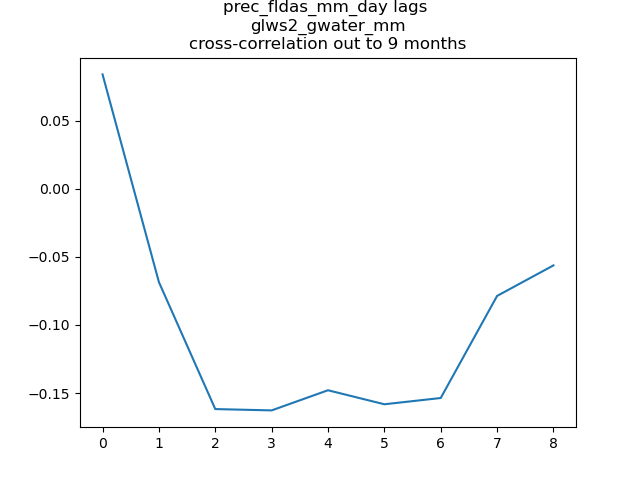 prec_fldas_mm_day lags
glws2_gwater_mm
cross-correlation out to 9 months
0.05
0.00
−0.05
−0.10
−0.15
0 1 2 3 4 5 6 7 8